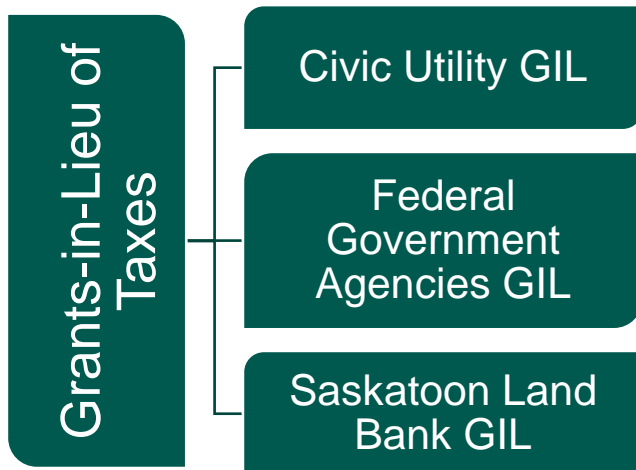 Grants-in-Lieu of
Taxes
Civic Utility GIL
Federal
Government
Agencies GIL
Saskatoon Land
Bank GIL